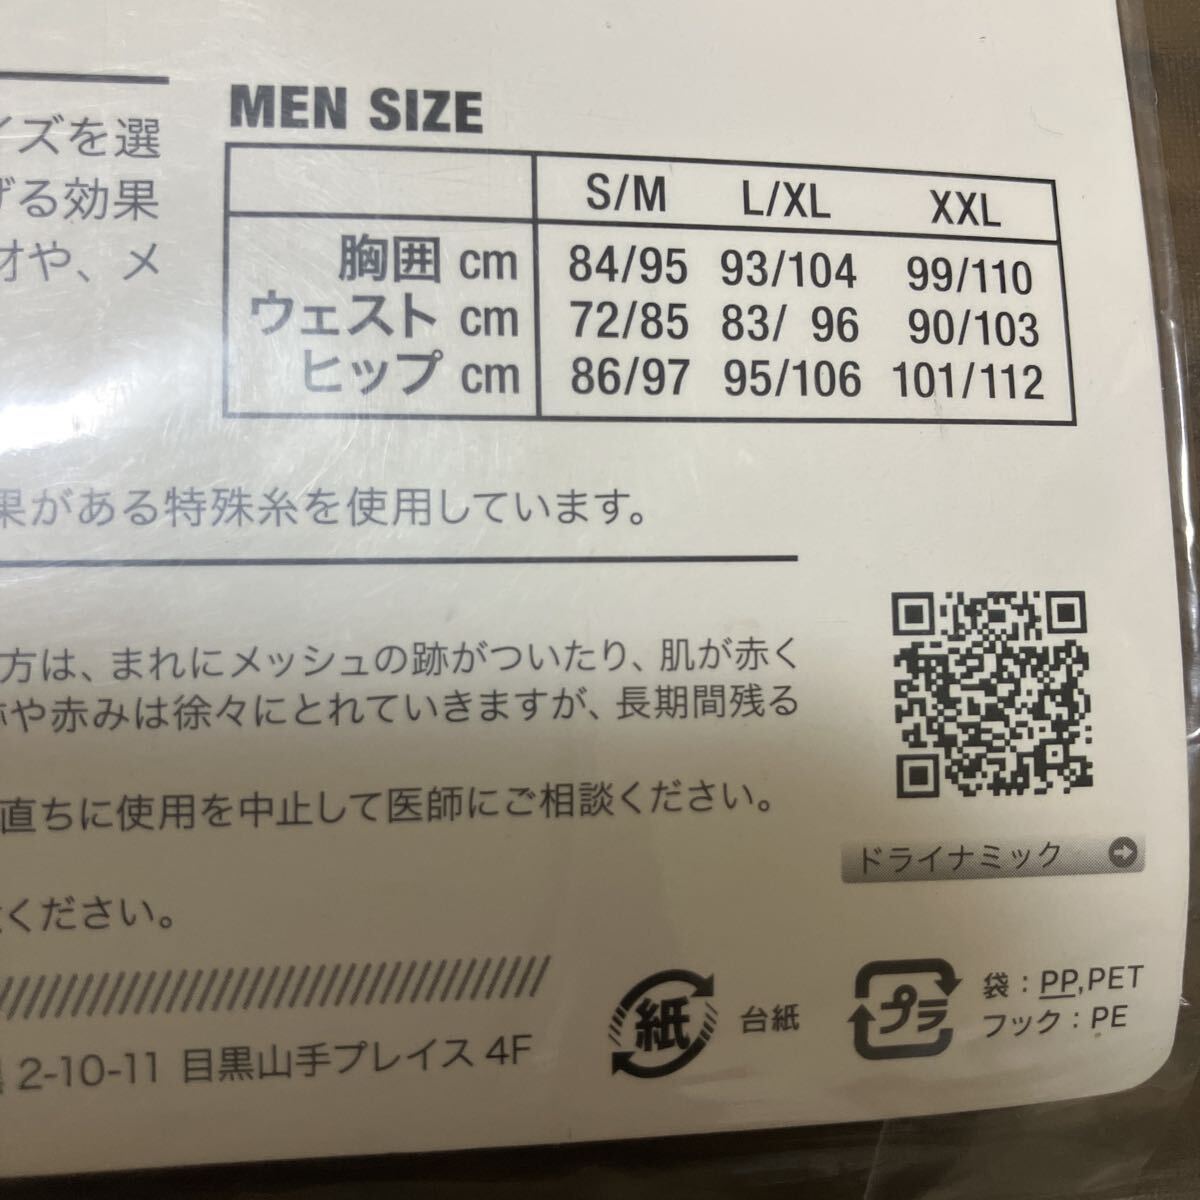 MEN SIZE
S/M L/XL XXL
胸囲 cm 84/95 93/104 99/110
ウェスト cm 72/85 83/ 96 90/103
ヒップ cm 86/97 95/106 101/112
イズを選
げる効果
オや、メ
果がある特殊糸を使用しています。
方は、まれにメッシュの跡がついたり、肌が赤く
跡や赤みは徐々にとれていきますが、長期間残る
直ちに使用を中止して医師にご相談ください。
ください。
ドライナミック
2-10-11 目黒山手プレイス 4F
紙 台紙
プラ 袋：PP,PET
フック：PE